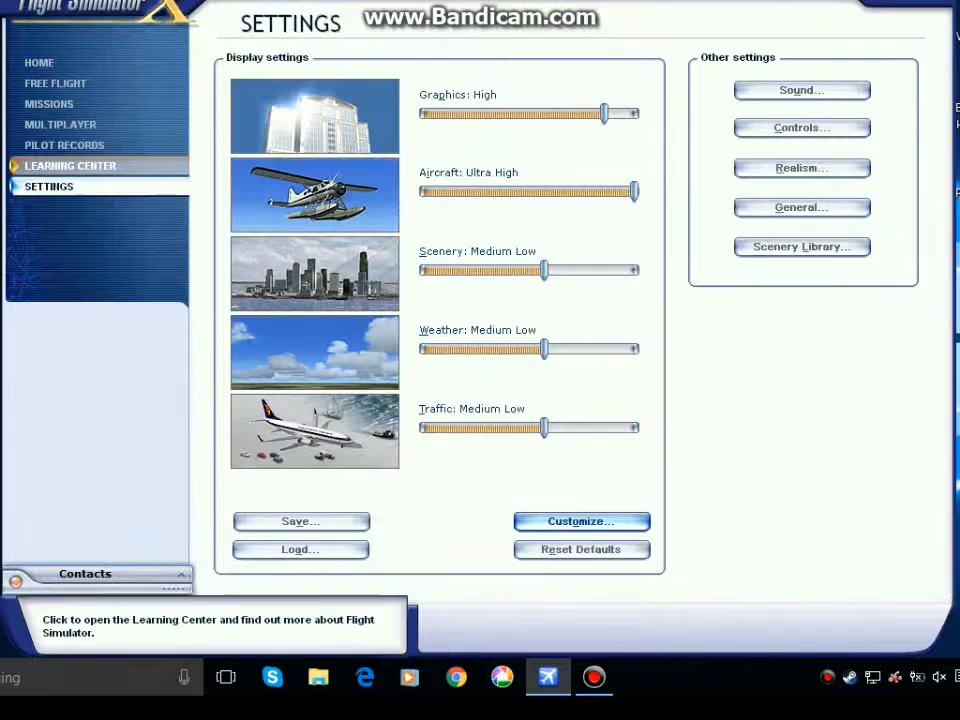 Flight Simulator X
www.Bandicam.com
SETTINGS
HOME
FREE FLIGHT
MISSIONS
MULTIPLAYER
PILOT RECORDS
LEARNING CENTER
SETTINGS
Display settings
Graphics: High
Aircraft: Ultra High
Scenery: Medium Low
Weather: Medium Low
Traffic: Medium Low
Save...
Customize...
Load...
Reset Defaults
Other settings
Sound...
Controls...
Realism...
General...
Scenery Library...
Contacts
Click to open the Learning Center and find out more about Flight
Simulator.
ing